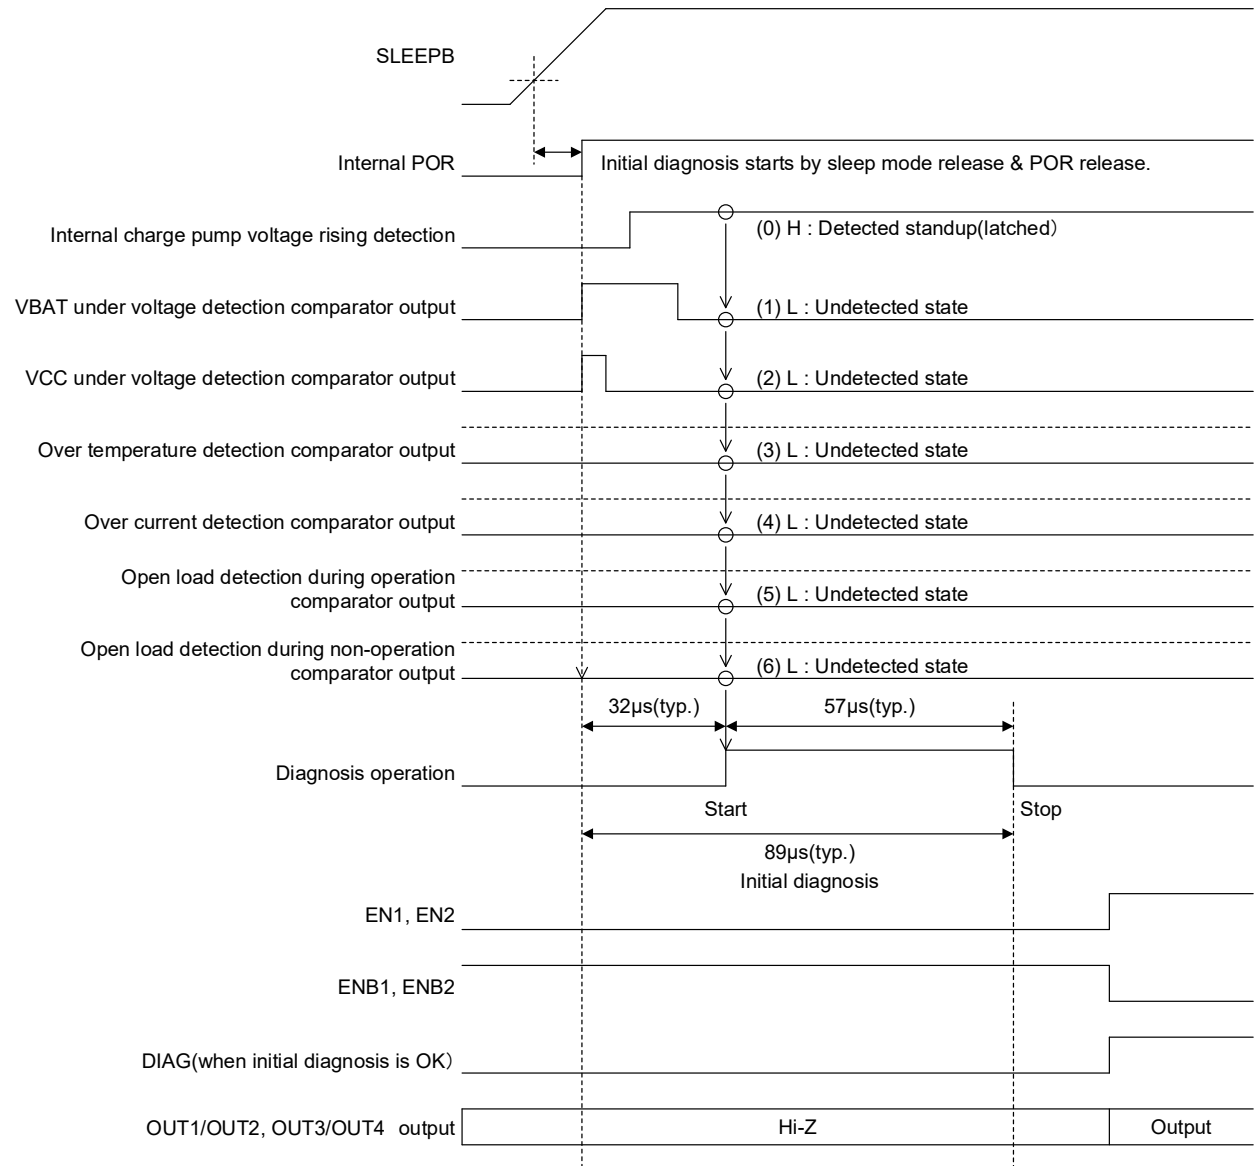 SLEEPB
Internal POR
Initial diagnosis starts by sleep mode release & POR release.
Internal charge pump voltage rising detection
(0) H : Detected standup(latched）
VBAT under voltage detection comparator output
(1) L : Undetected state
VCC under voltage detection comparator output
(2) L : Undetected state
Over temperature detection comparator output
(3) L : Undetected state
Over current detection comparator output
(4) L : Undetected state
Open load detection during operation
comparator output
(5) L : Undetected state
Open load detection during non-operation
comparator output
(6) L : Undetected state
32μs(typ.)
57μs(typ.)
Diagnosis operation
Start
Stop
89μs(typ.)
Initial diagnosis
EN1, EN2
ENB1, ENB2
DIAG(when initial diagnosis is OK）
OUT1/OUT2, OUT3/OUT4 output
Hi-Z
Output